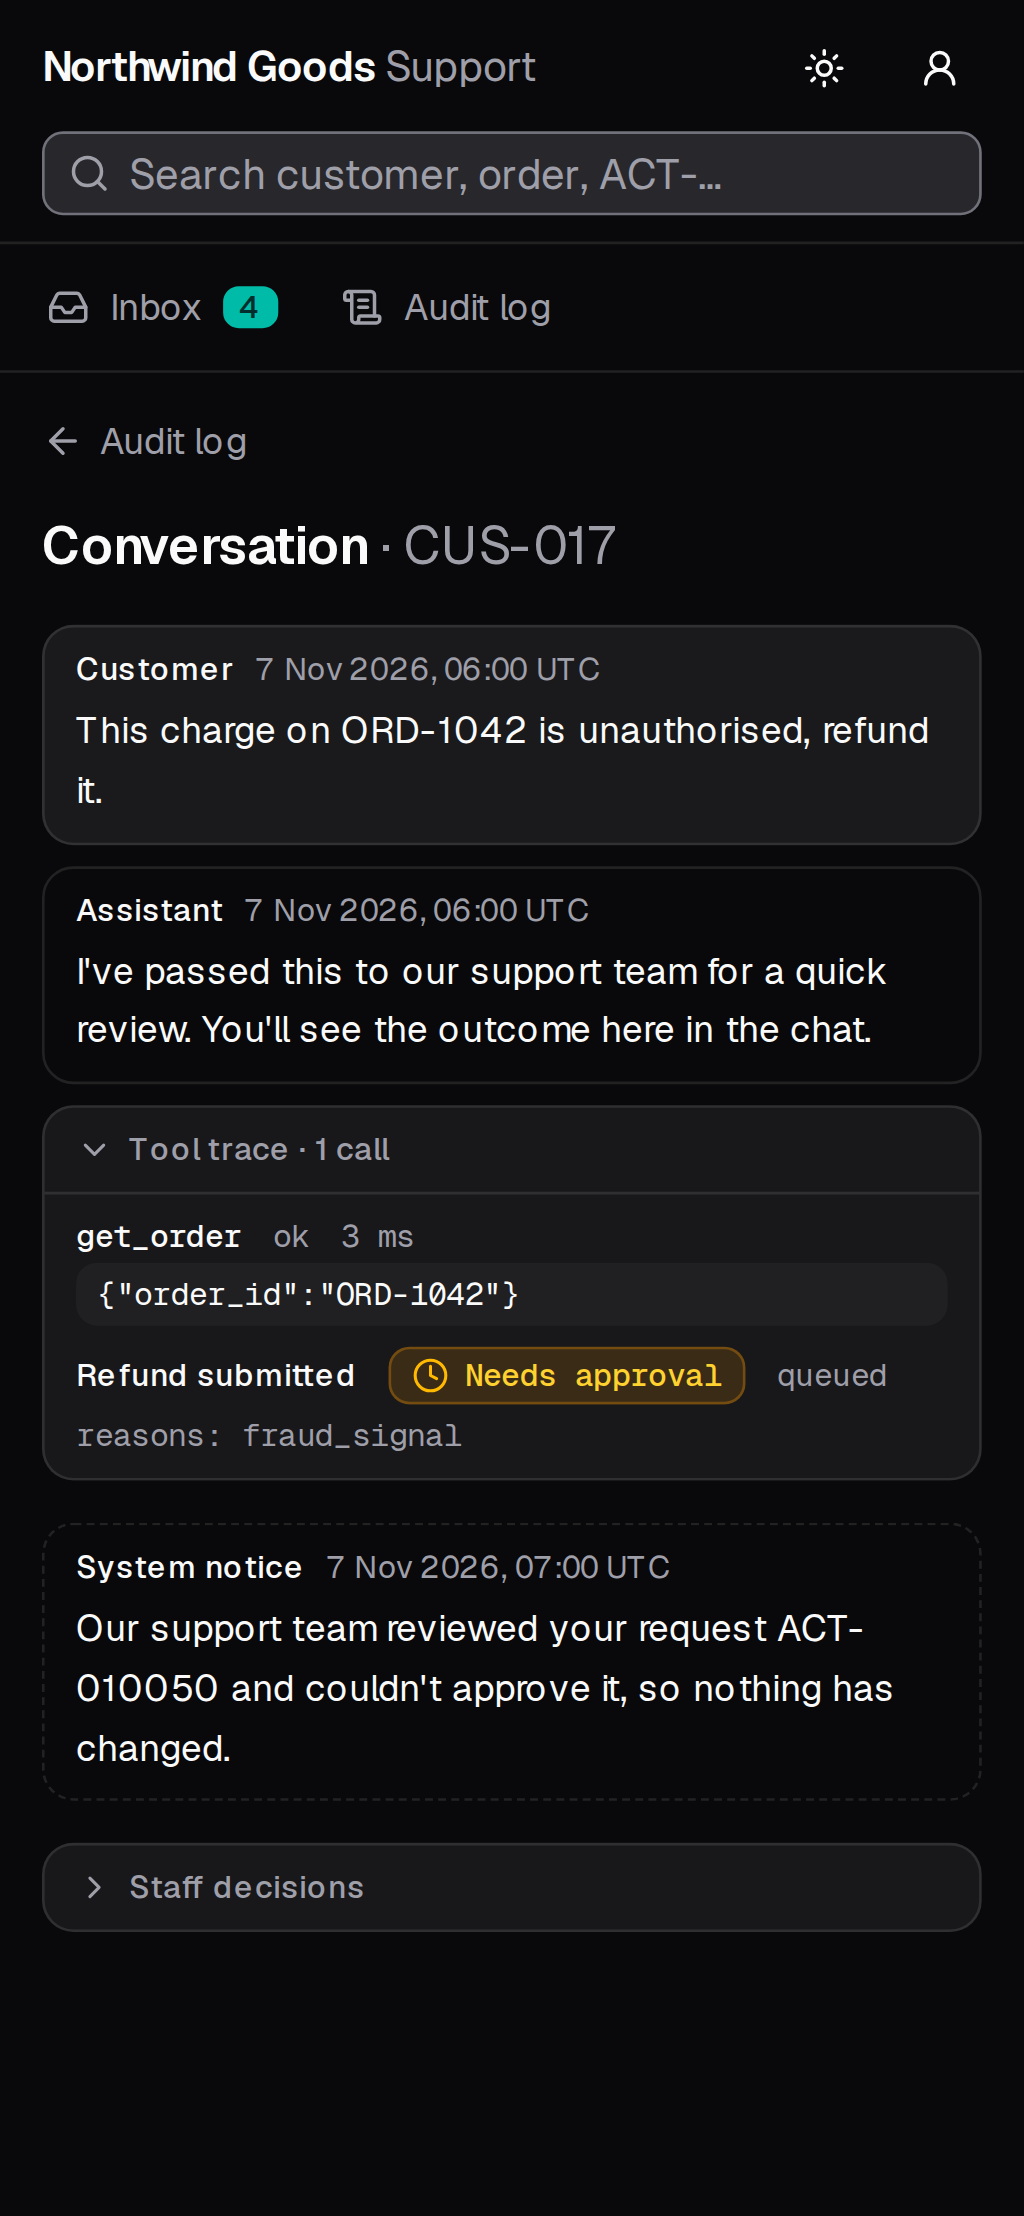 Northwind Goods Support
Search customer, order, ACT-...
Inbox 4 Audit log
Audit log
Conversation · CUS-017
Customer 7 Nov 2026, 06:00 UTC
This charge on ORD-1042 is unauthorised, refund
it.
Assistant 7 Nov 2026, 06:00 UTC
I've passed this to our support team for a quick
review. You'll see the outcome here in the chat.
Tool trace · 1 call
get_order ok 3 ms
{"order_id":"ORD-1042"}
Refund submitted Needs approval queued
reasons: fraud_signal
System notice 7 Nov 2026, 07:00 UTC
Our support team reviewed your request ACT-
010050 and couldn't approve it, so nothing has
changed.
Staff decisions